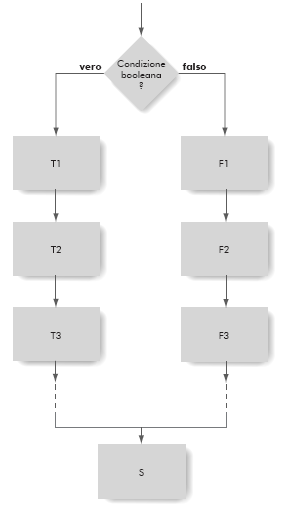 Condizione
booleana
?
vero
falso
T1
F1
T2
F2
T3
F3
S